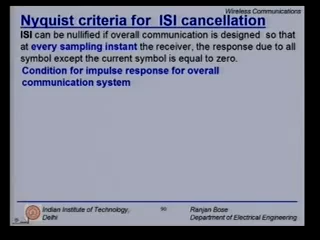 Wireless Communications
Nyquist criteria for ISI cancellation
ISI can be nullified if overall communication is designed so that
at every sampling instant the receiver, the response due to all
symbol except the current symbol is equal to zero.
Condition for impulse response for overall
communication system
Indian Institute of Technology,
Delhi
Ranjan Bose
Department of Electrical Engineering